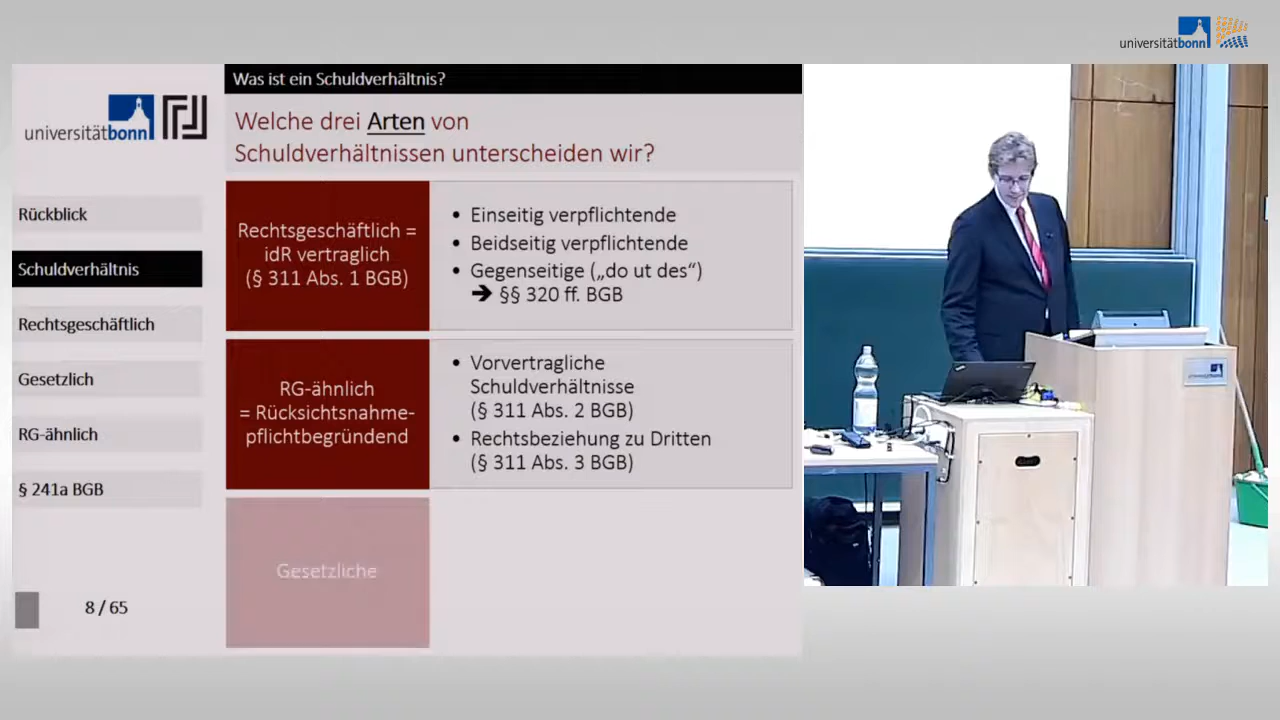 universitätbonn
Was ist ein Schuldverhältnis?
universitätbonn
Welche drei Arten von
Schuldverhältnissen unterscheiden wir?
Rückblick
Schuldverhältnis
Rechtsgeschäftlich
Gesetzlich
RG-ähnlich
§ 241a BGB
8 / 65
Rechtsgeschäftlich =
idR vertraglich
(§ 311 Abs. 1 BGB)
• Einseitig verpflichtende
• Beidseitig verpflichtende
• Gegenseitige („do ut des“)
➔ §§ 320 ff. BGB
RG-ähnlich
= Rücksichtsnahme-
pflichtbegründend
• Vorvertragliche
Schuldverhältnisse
(§ 311 Abs. 2 BGB)
• Rechtsbeziehung zu Dritten
(§ 311 Abs. 3 BGB)
Gesetzliche